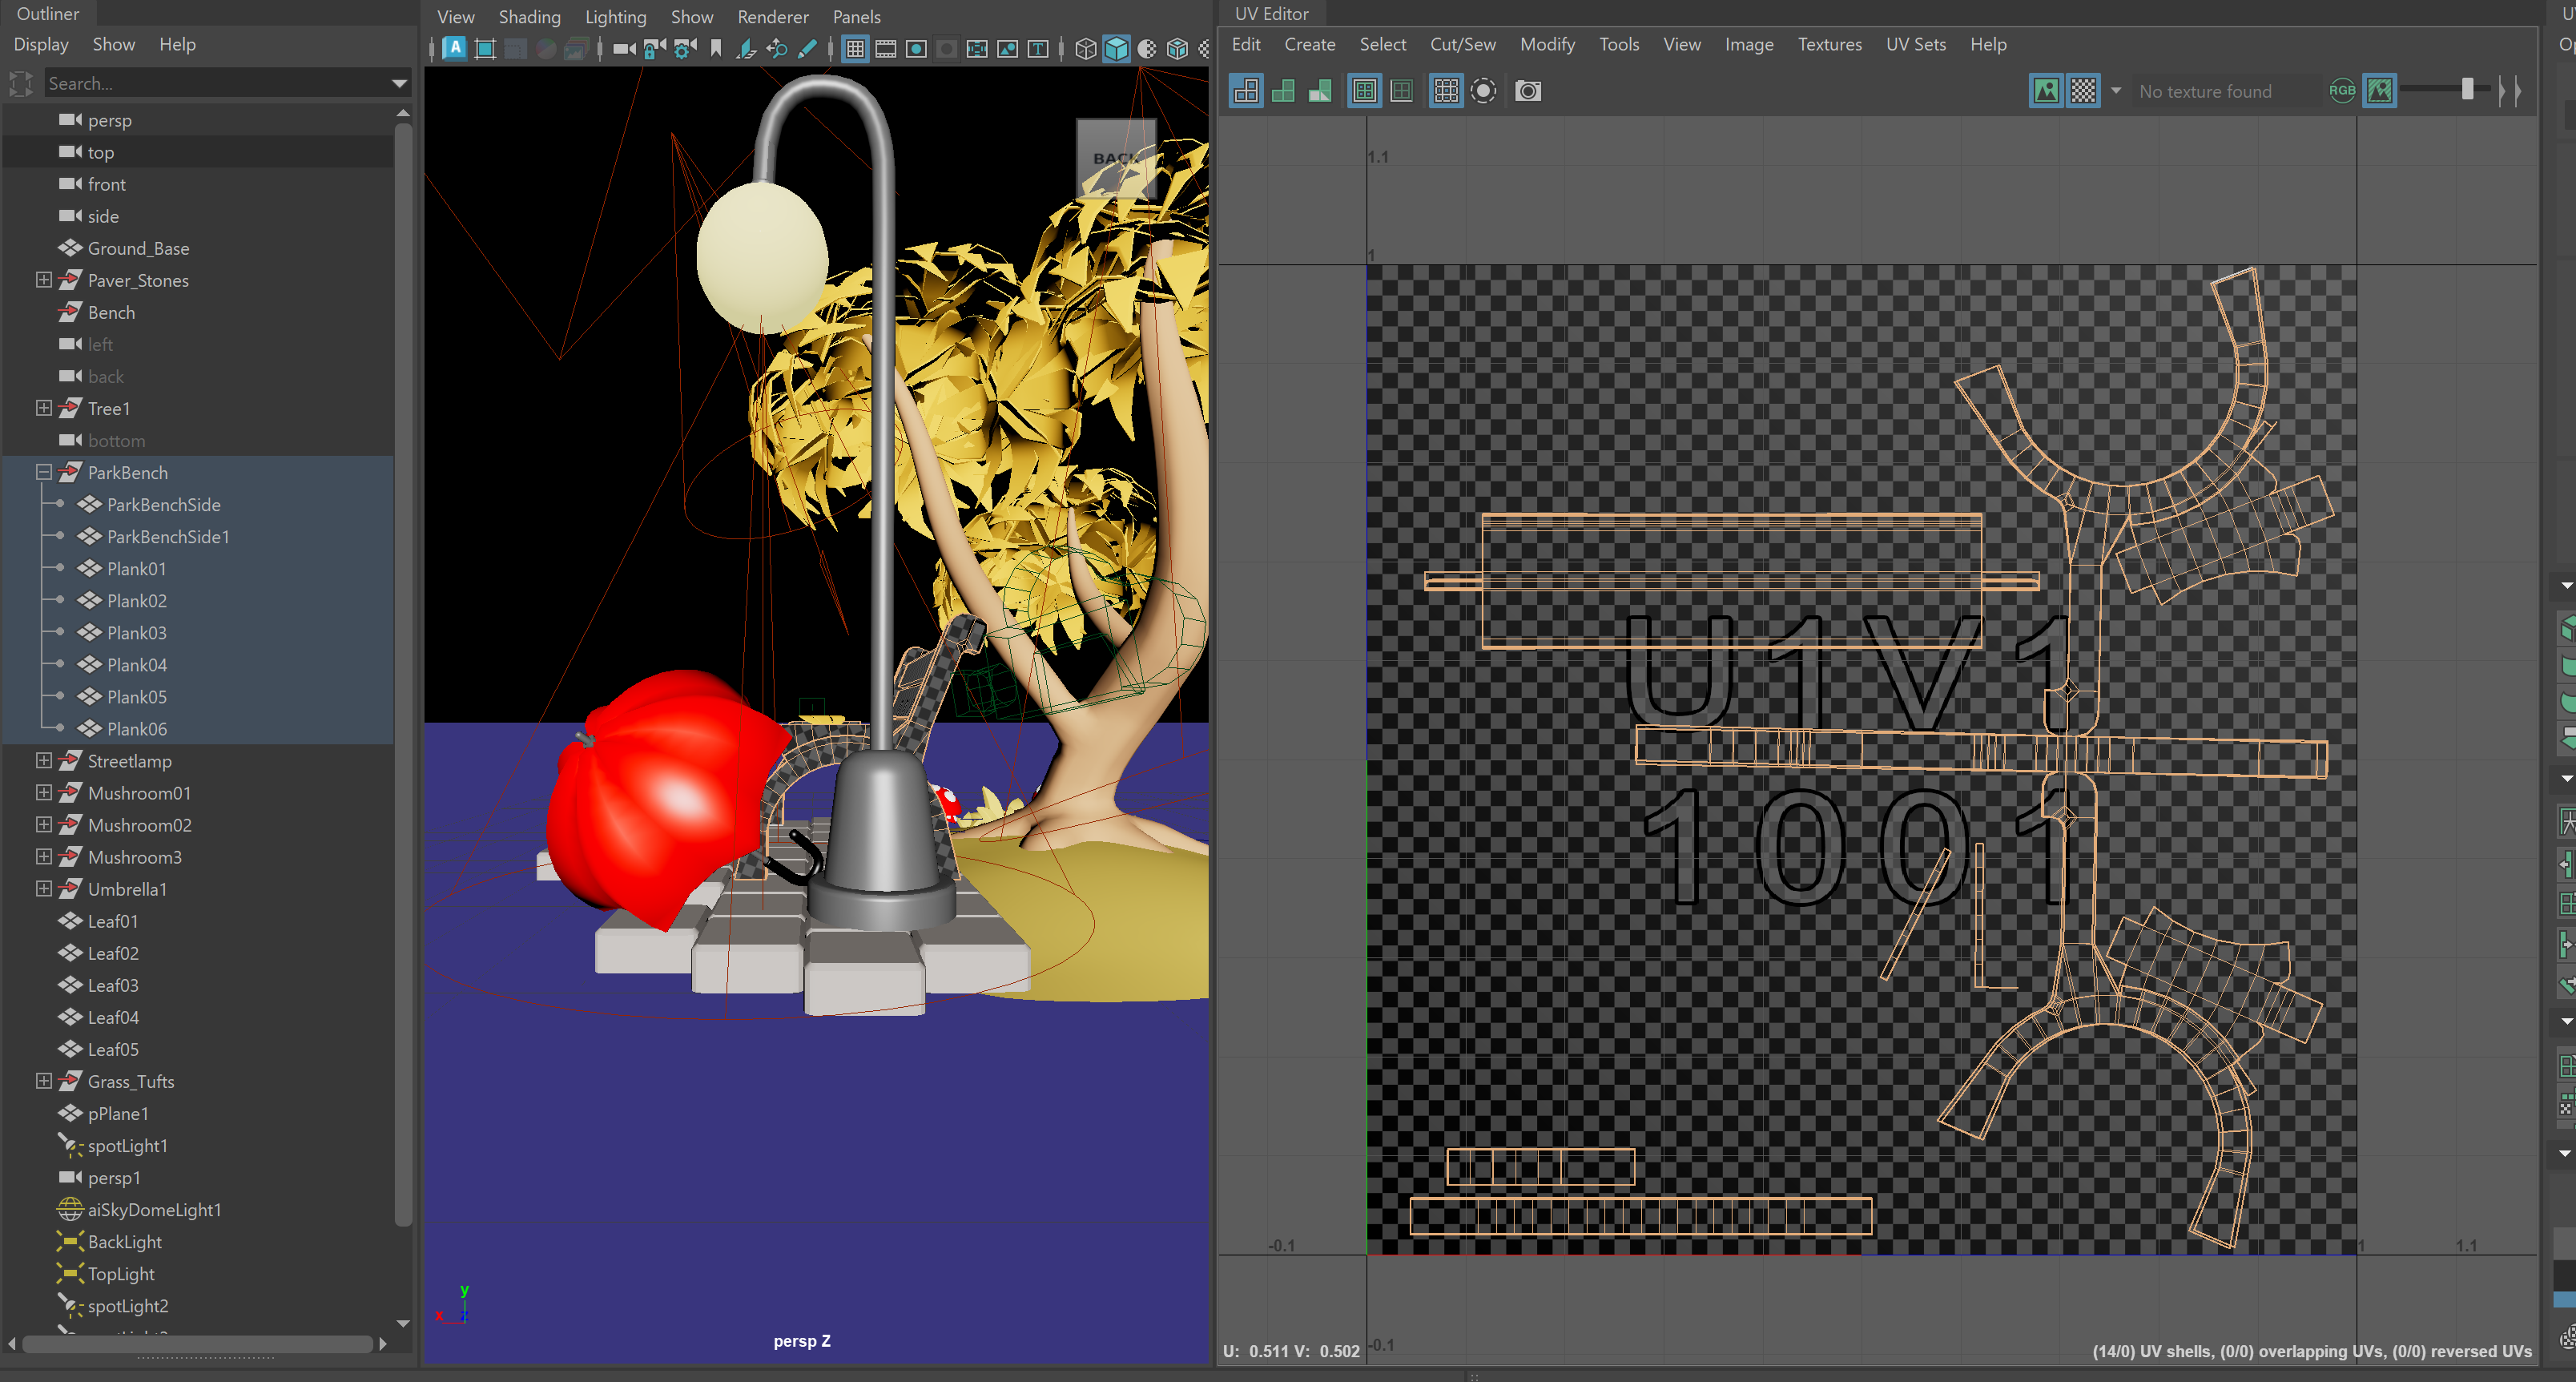 Outliner
Display Show Help
Search...
persp
top
front
side
Ground_Base
Paver_Stones
Bench
left
back
Tree1
bottom
ParkBench
ParkBenchSide
ParkBenchSide1
Plank01
Plank02
Plank03
Plank04
Plank05
Plank06
Streetlamp
Mushroom01
Mushroom02
Mushroom3
Umbrella1
Leaf01
Leaf02
Leaf03
Leaf04
Leaf05
Grass_Tufts
pPlane1
spotLight1
persp1
aiSkyDomeLight1
BackLight
TopLight
spotLight2
View Shading Lighting Show Renderer Panels
BACK
y
x
persp Z
UV Editor
Edit Create Select Cut/Sew Modify Tools View Image Textures UV Sets Help
No texture found
RGB
1.1
1
U1V1
1001
-0.1
1
1.1
-0.1
U: 0.511 V: 0.502
(14/0) UV shells, (0/0) overlapping UVs, (0/0) reversed UVs